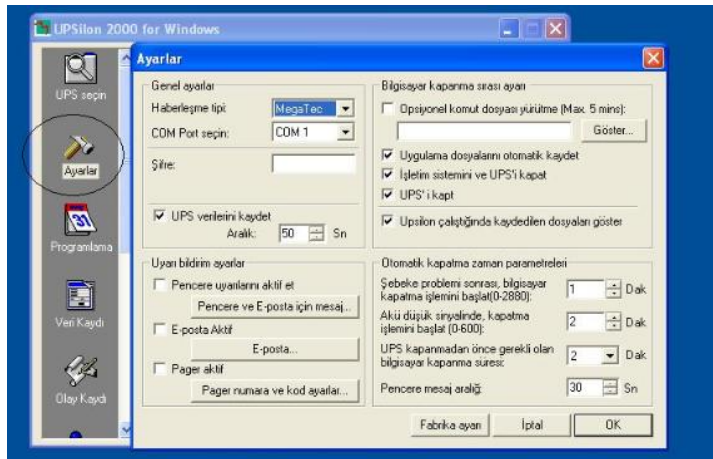 UPSilon 2000 for Windows
UPS seçin
Ayarlar
Programlama
Veri Kaydı
Olay Kaydı
Ayarlar
Genel ayarlar
Haberleşme tipi:
MegaTec
COM Port seçin:
COM 1
Şifre:
UPS verilerini kaydet
Aralık:
50
Sn
Uyarı bildirim ayarlar
Pencere uyarılarını aktif et
Pencere ve E-posta için mesaj...
E-posta Aktif
E-posta...
Pager aktif
Pager numara ve kod ayarlar...
Bilgisayar kapanma sırası ayarı
Opsiyonel komut dosyası yürütme (Max. 5 mins):
Göster...
Uygulama dosyalarını otomatik kaydet
İşletim sistemini ve UPS'i kapat
UPS' i kapt
Upsilon çalıştığında kaydedilen dosyaları göster
Otomatik kapatma zaman parametreleri
Şebeke problemi sonrası, bilgisayar
kapatma işlemini başlat(0-2880):
1
Dak
Akü düşük sinyalinde, kapatma
işlemini başlat (0-600):
2
Dak
UPS kapanmadan önce gerekli olan
bilgisayar kapanma süresi:
2
Dak
Pencere mesaj aralığı:
30
Sn
Fabrika ayarı
İptal
OK